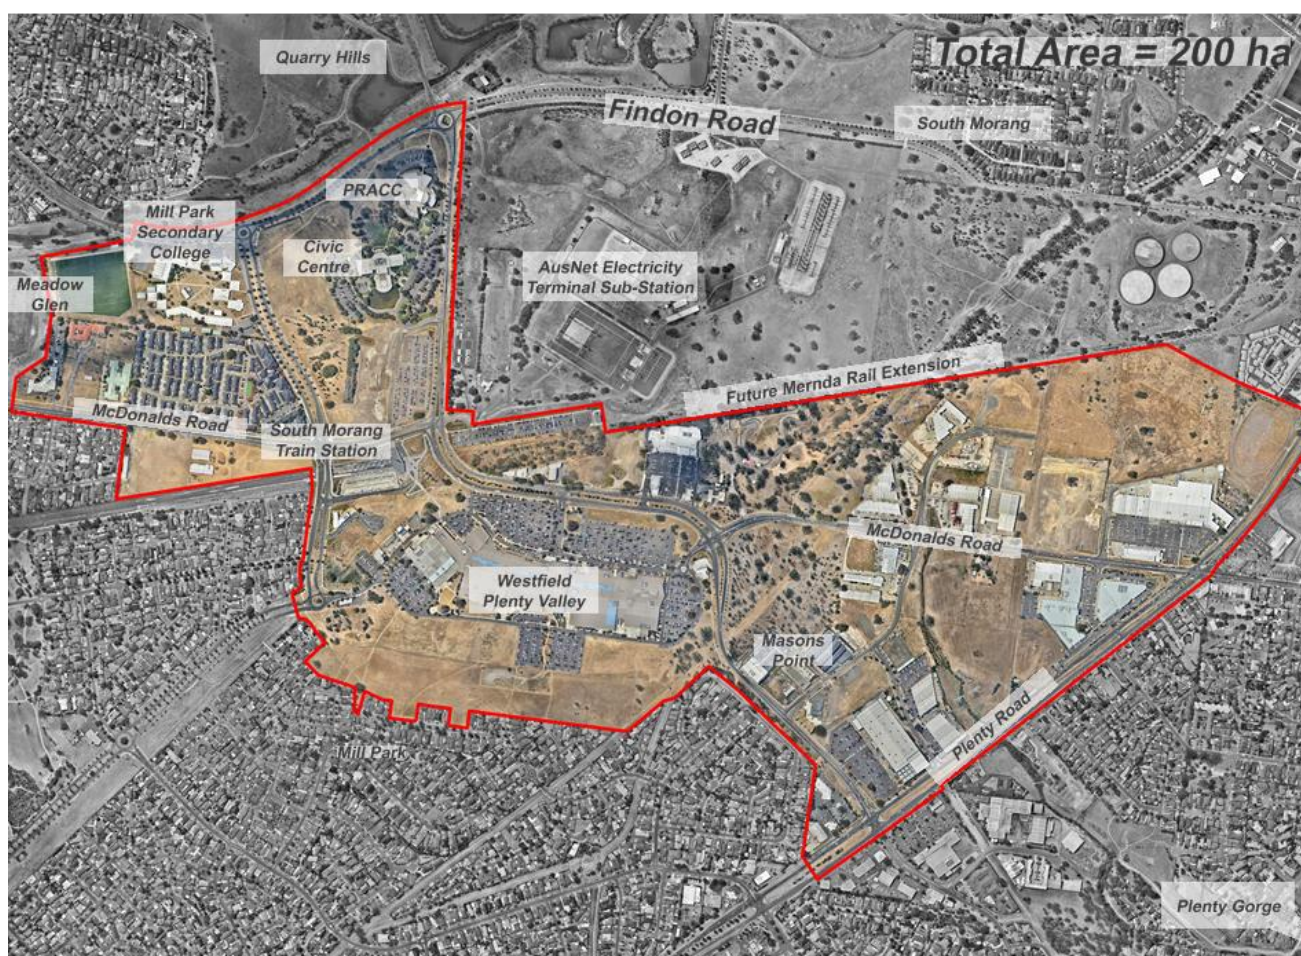 Quarry Hills
Total Area = 200 ha
Findon Road
South Morang
PRACC
Mill Park
Secondary
College
Civic
Centre
Meadow
Glen
AusNet Electricity
Terminal Sub-Station
Future Mernda Rail Extension
McDonalds Road
South Morang
Train Station
McDonalds Road
Westfield
Plenty Valley
Masons
Point
Plenty Road
Mill Park
Plenty Gorge